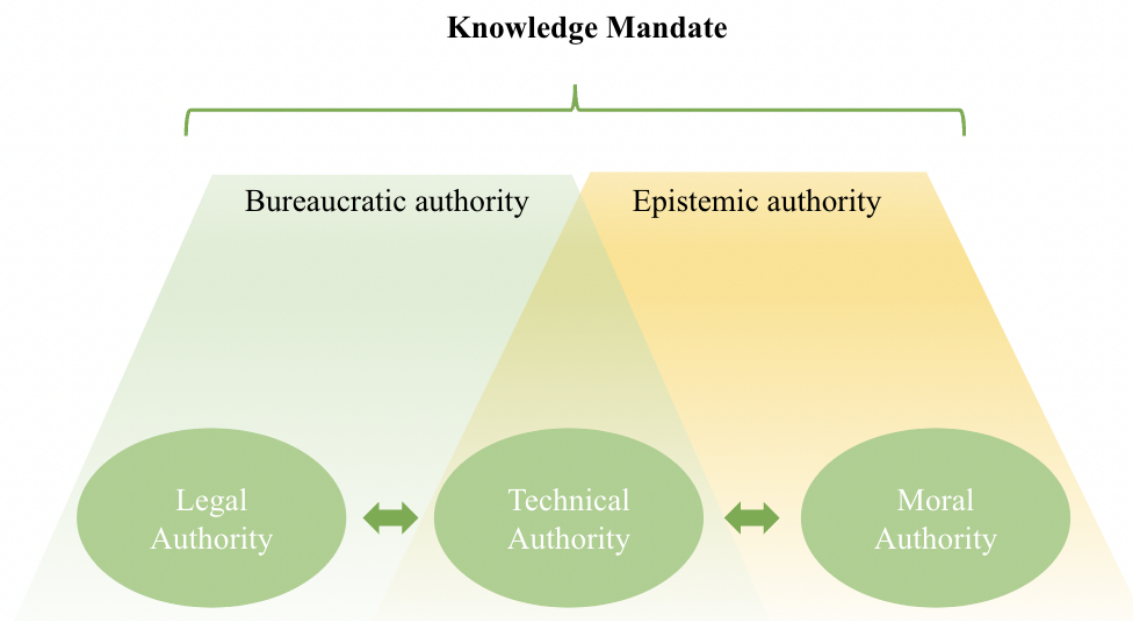 Knowledge Mandate
Bureaucratic authority
Epistemic authority
Legal
Authority
Technical
Authority
Moral
Authority